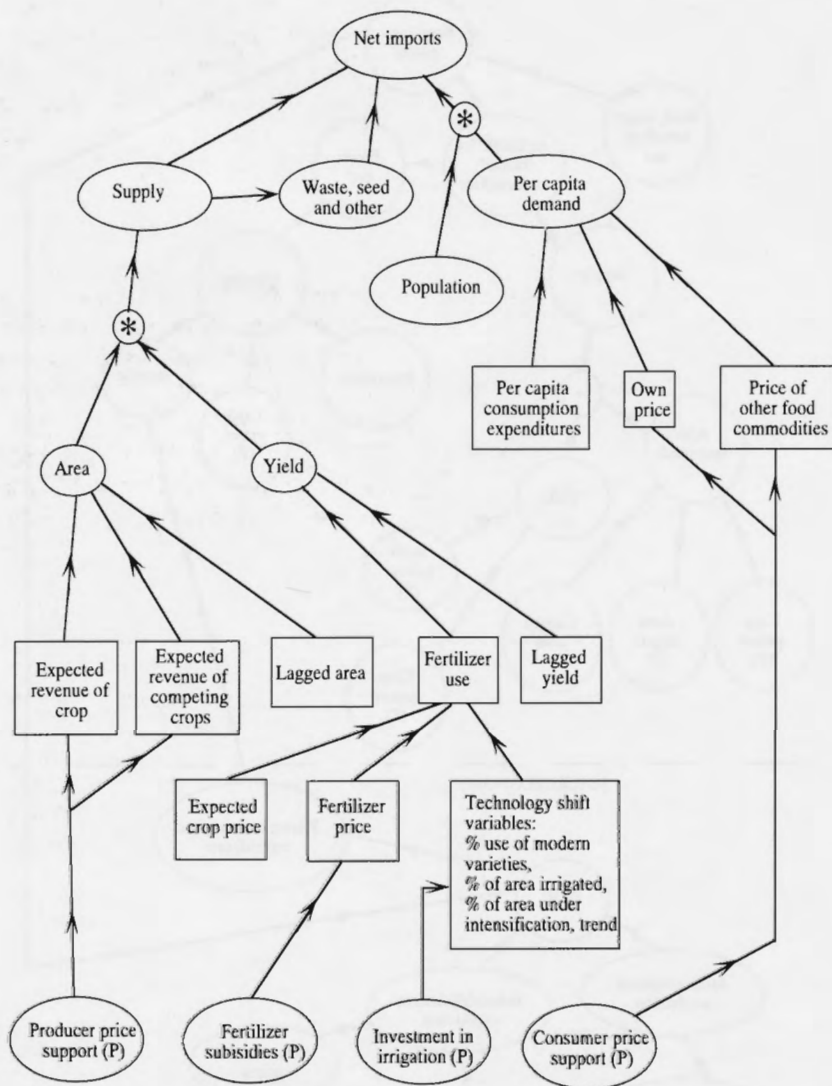 Net imports
*
Supply
Waste, seed
and other
Per capita
demand
Population
*
Per capita
consumption
expenditures
Own
price
Price of
other food
commodities
Area
Yield
Expected
revenue of
crop
Expected
revenue of
competing
crops
Lagged area
Fertilizer
use
Lagged
yield
Expected
crop price
Fertilizer
price
Technology shift
variables:
% use of modern
varieties,
% of area irrigated,
% of area under
intensification, trend
Producer price
support (P)
Fertilizer
subisidies (P)
Investment in
irrigation (P)
Consumer price
support (P)